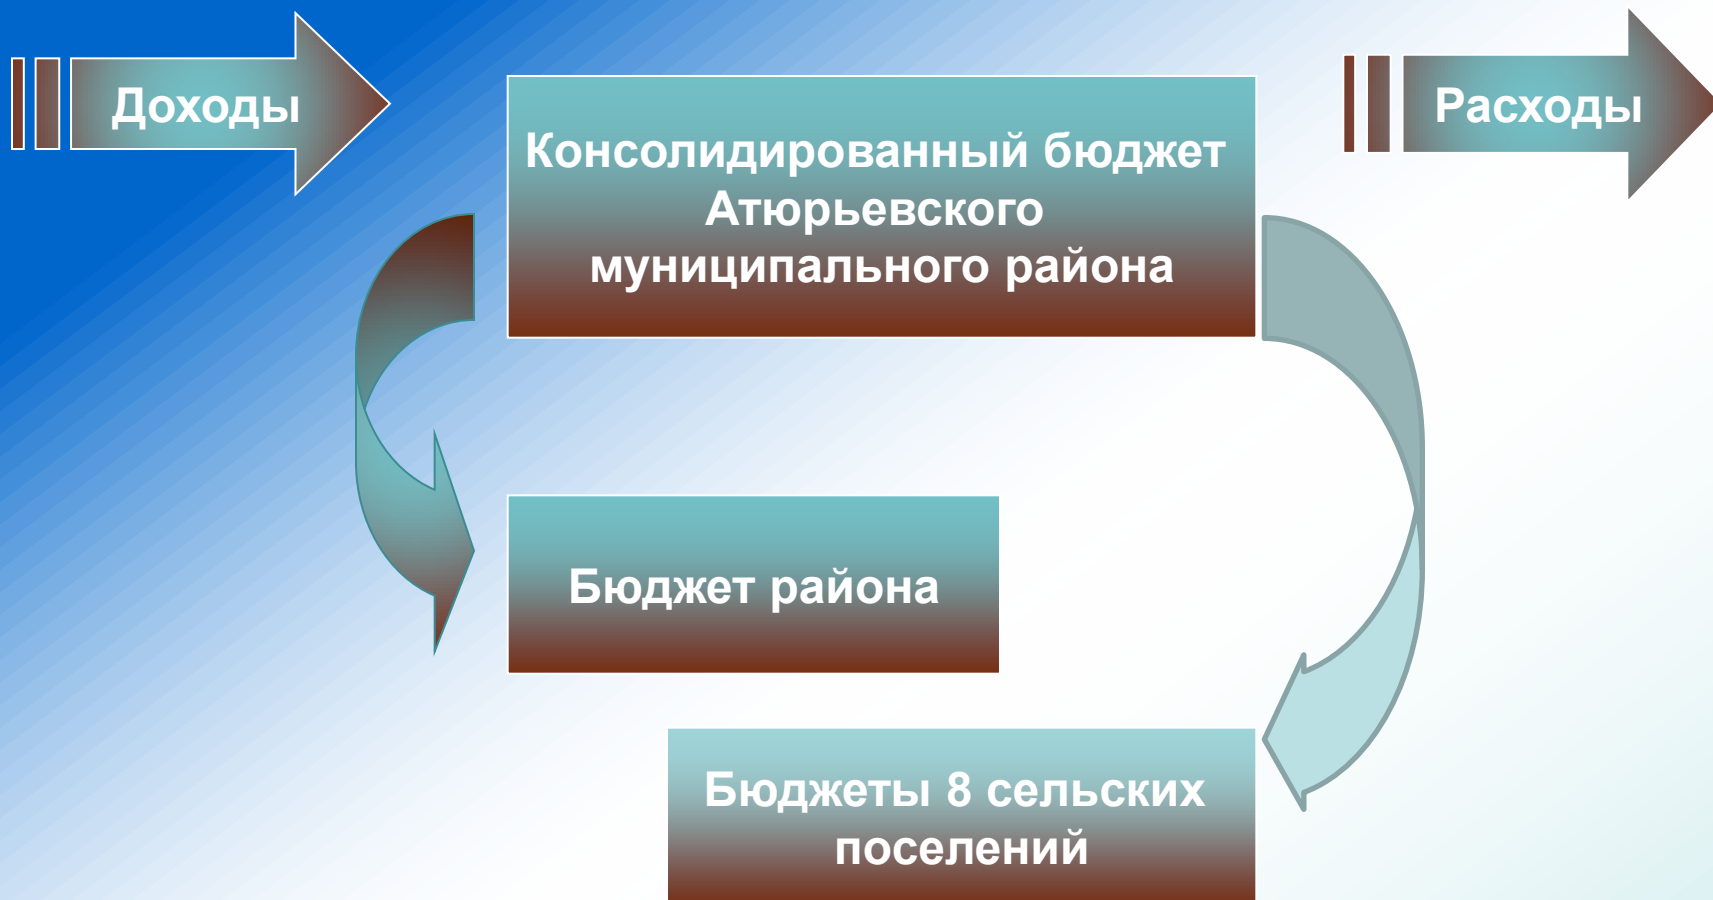 Доходы
Расходы
Консолидированный бюджет
Атюрьевского
муниципального района
Бюджет района
Бюджеты 8 сельских
поселений